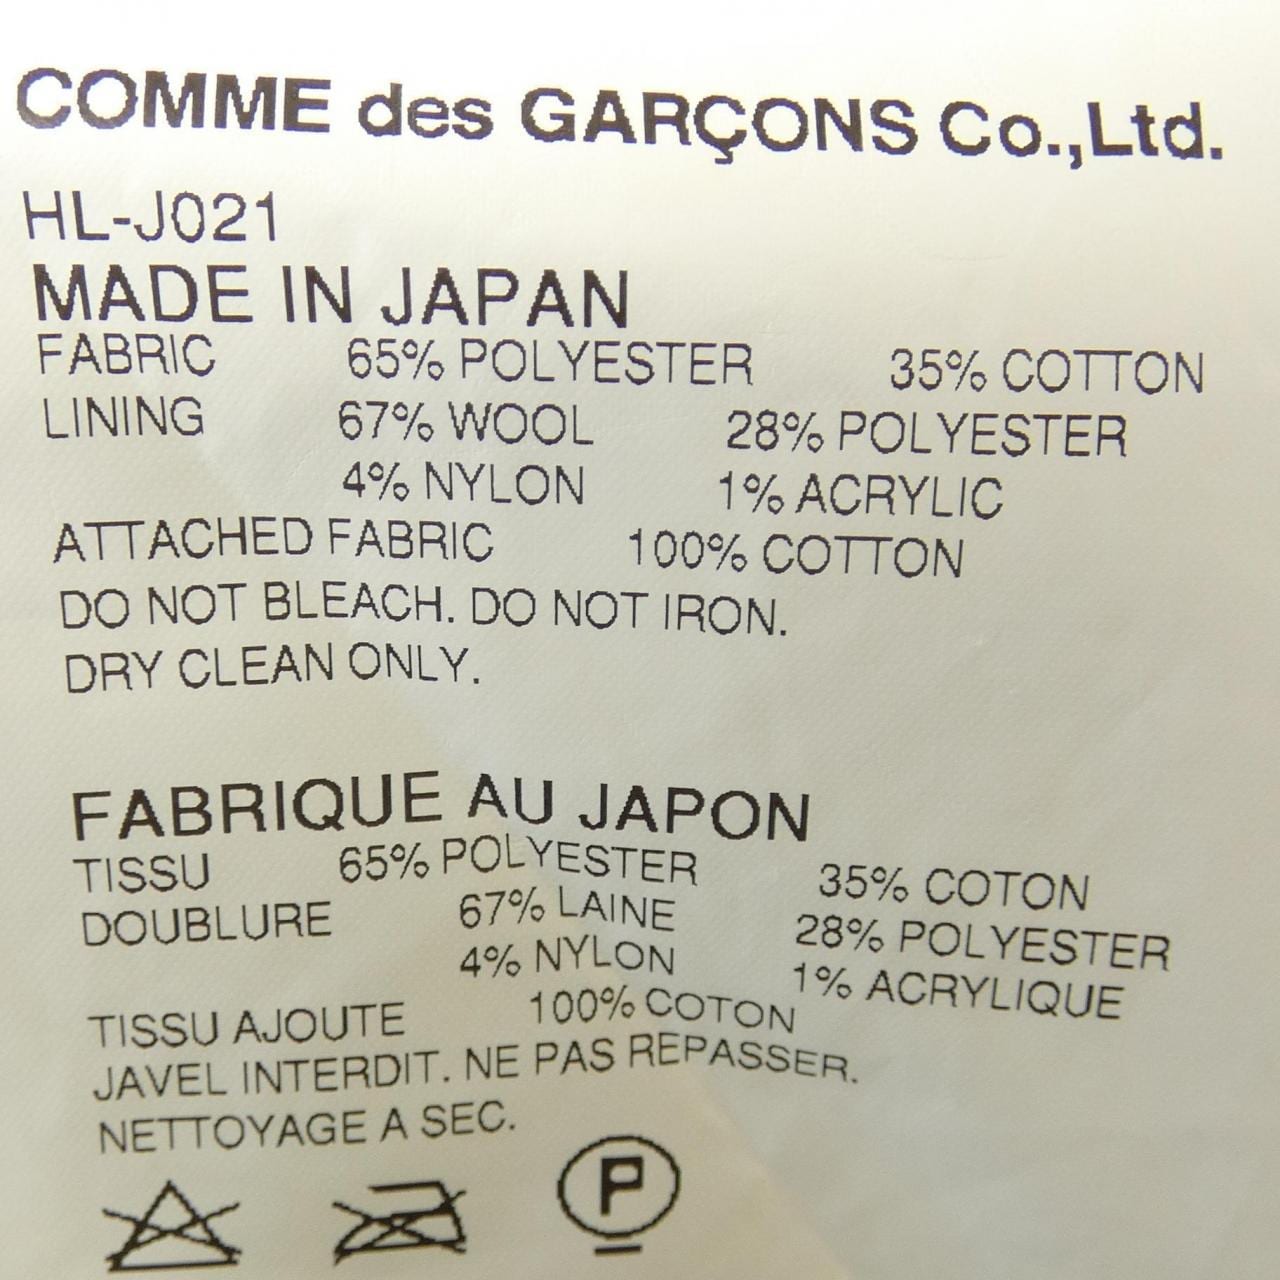 COMME des GARÇONS Co.,Ltd.
HL-J021
MADE IN JAPAN
FABRIC 65% POLYESTER 35% COTTON
LINING 67% WOOL 28% POLYESTER
4% NYLON 1% ACRYLIC
ATTACHED FABRIC 100% COTTON
DO NOT BLEACH. DO NOT IRON.
DRY CLEAN ONLY.
FABRIQUE AU JAPON
TISSU 65% POLYESTER 35% COTON
DOUBLURE 67% LAINE 28% POLYESTER
4% NYLON 1% ACRYLIQUE
TISSU AJOUTE 100% COTON
JAVEL INTERDIT. NE PAS REPASSER.
NETTOYAGE A SEC.
P